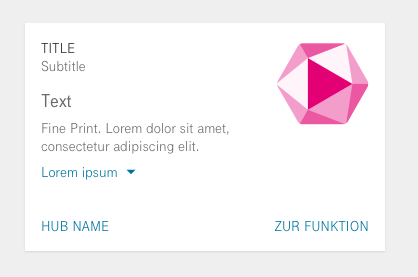 TITLE
Subtitle
Text
Fine Print. Lorem dolor sit amet,
consectetur adipiscing elit.
Lorem ipsum
HUB NAME
ZUR FUNKTION